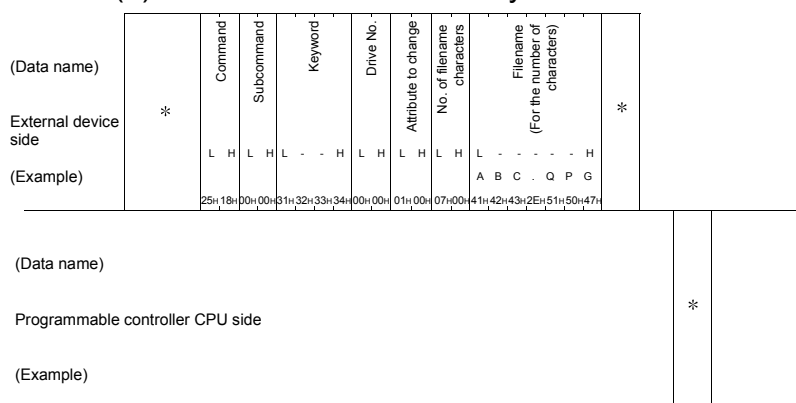 Command
Subcommand
Keyword
Drive No.
Attribute to change
No. of filename
characters
Filename
(For the number of
characters)
(Data name)
*
*
External device
side
L H L H L - - H L H L H L H L - - - - - H
(Example)
A B C . Q P G
25H 18H 00H 00H 31H 32H 33H 34H 00H 00H 01H 00H 07H 00H 41H 42H 43H 2EH 51H 50H 47H
(Data name)
*
Programmable controller CPU side
(Example)